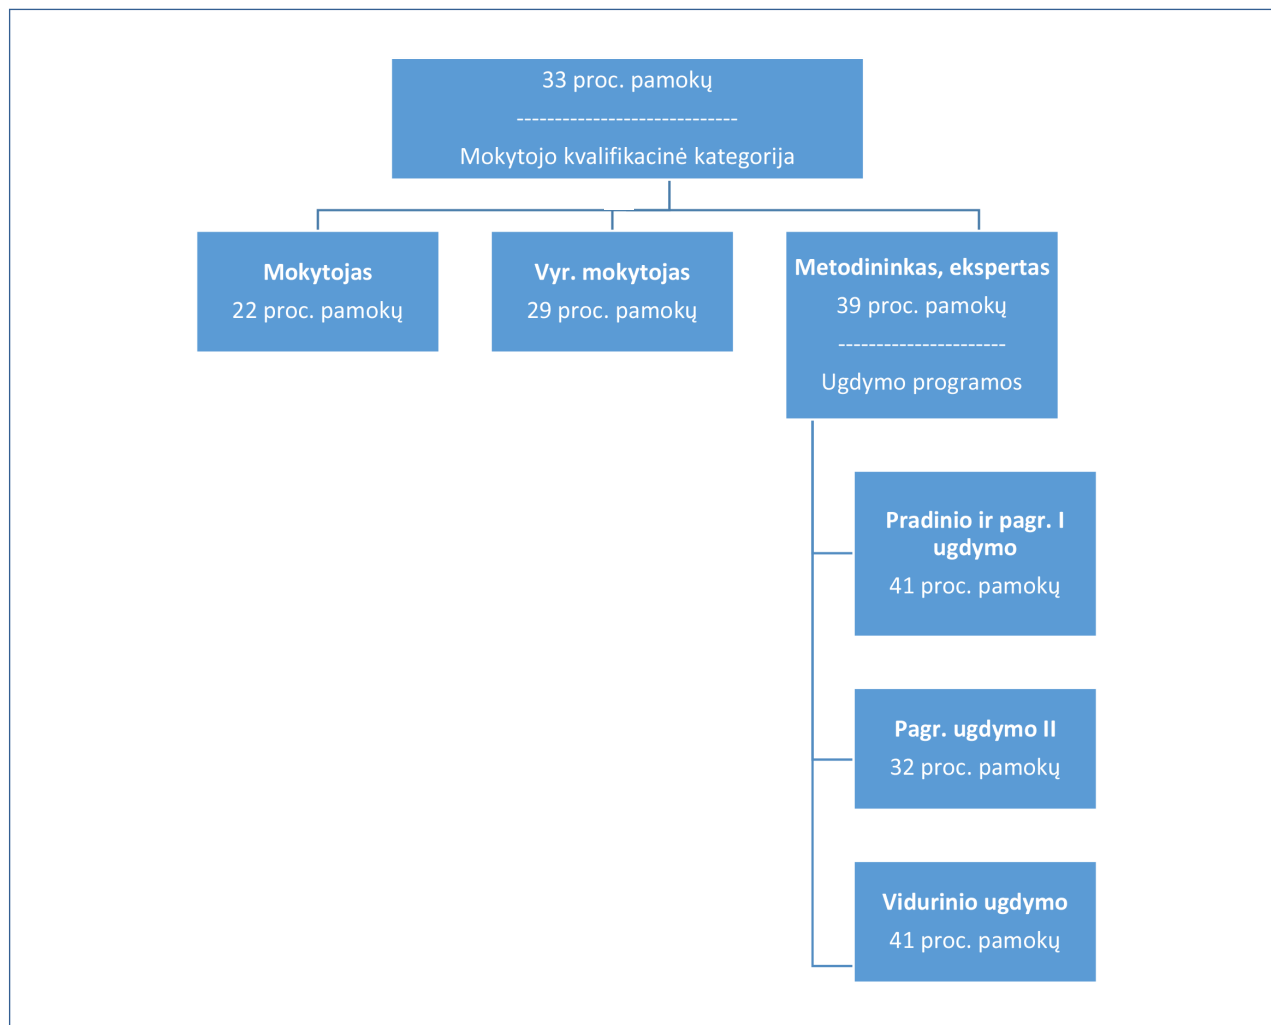 33 proc. pamokų
-----------------------------
Mokytojo kvalifikacinė kategorija
Mokytojas
22 proc. pamokų
Vyr. mokytojas
29 proc. pamokų
Metodininkas, ekspertas
39 proc. pamokų
----------------------
Ugdymo programos
Pradinio ir pagr. I
ugdymo
41 proc. pamokų
Pagr. ugdymo II
32 proc. pamokų
Vidurinio ugdymo
41 proc. pamokų